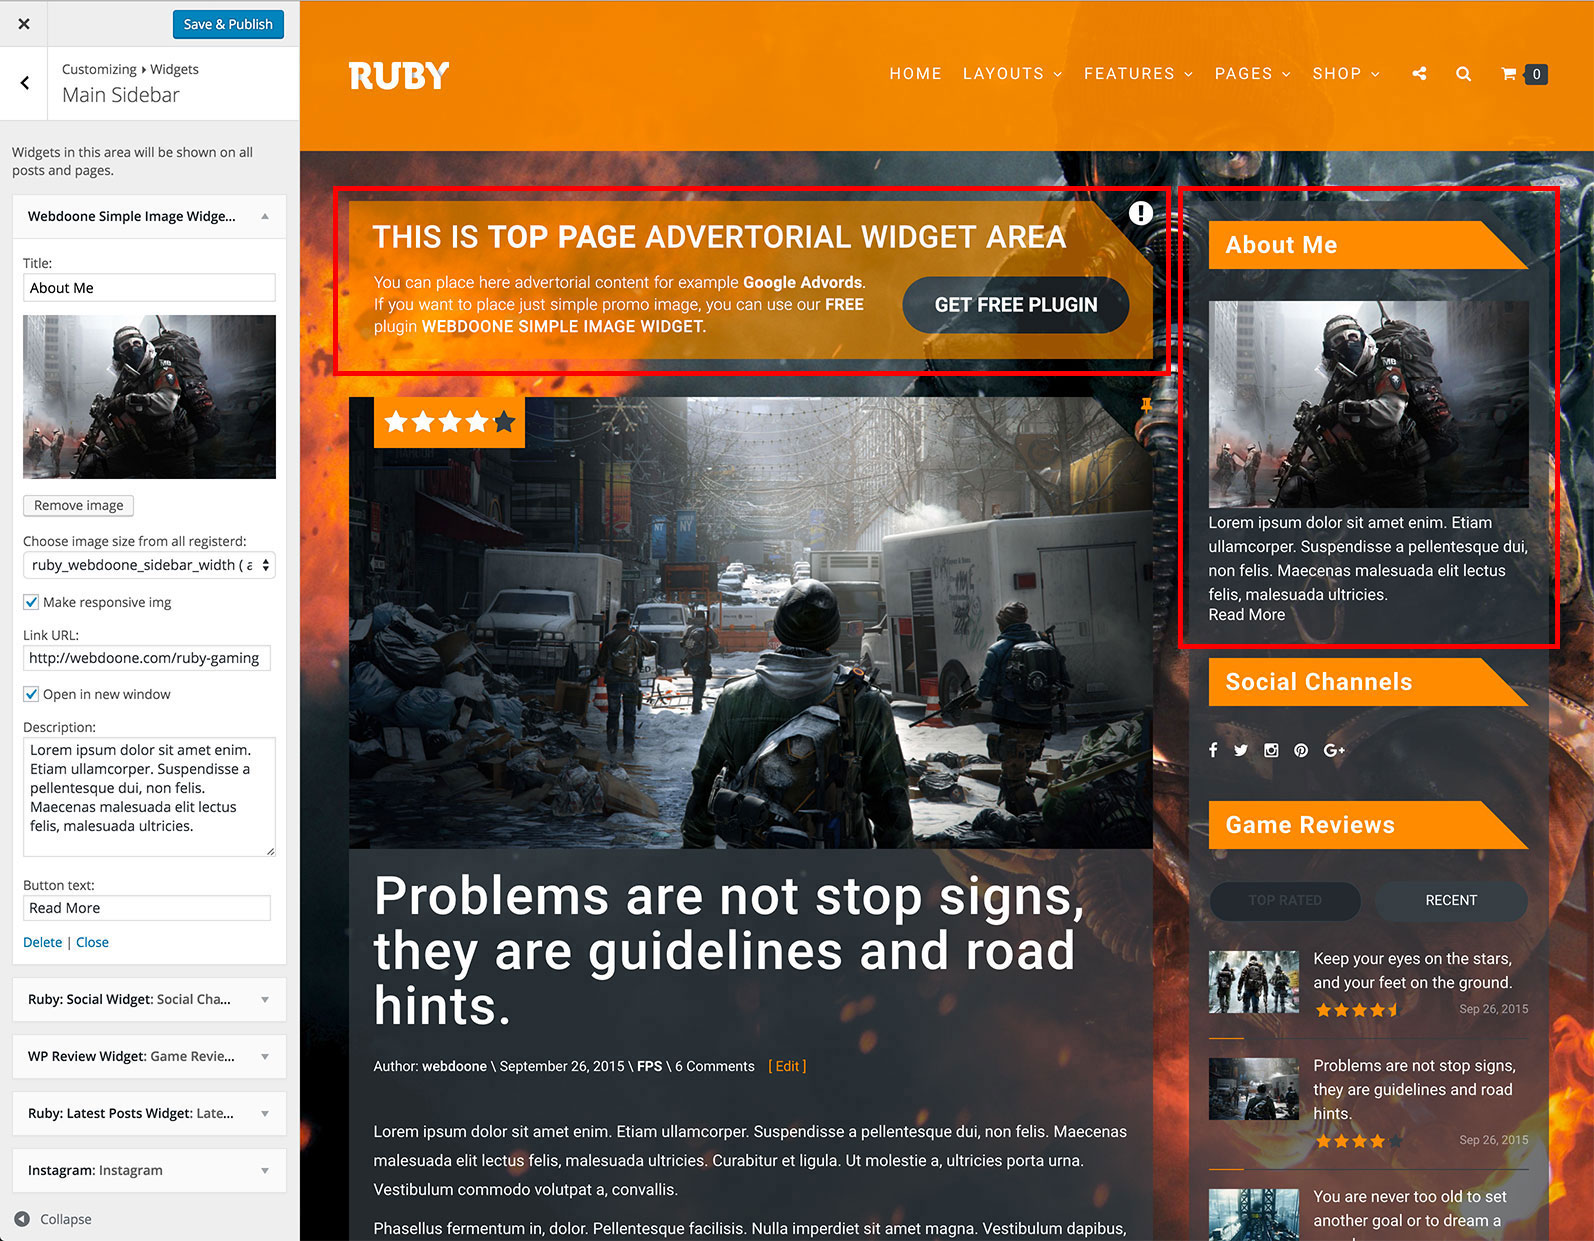 Save & Publish
Customizing ▸ Widgets
Main Sidebar
Widgets in this area will be shown on all
posts and pages.
Webdoone Simple Image Widge...
Title:
About Me
Remove image
Choose image size from all registerd:
ruby_webdoone_sidebar_width ( a
Make responsive img
Link URL:
http://webdoone.com/ruby-gaming
Open in new window
Description:
Lorem ipsum dolor sit amet enim.
Etiam ullamcorper. Suspendisse a
pellentesque dui, non felis.
Maecenas malesuada elit lectus
felis, malesuada ultricies.
Button text:
Read More
Delete | Close
Ruby: Social Widget: Social Cha...
WP Review Widget: Game Revie...
Ruby: Latest Posts Widget: Late...
Instagram: Instagram
Collapse
RUBY
HOME LAYOUTS FEATURES PAGES SHOP 0
THIS IS TOP PAGE ADVERTORIAL WIDGET AREA
You can place here advertorial content for example Google Advords.
If you want to place just simple promo image, you can use our FREE
plugin WEBDOONE SIMPLE IMAGE WIDGET.
GET FREE PLUGIN
NY
Problems are not stop signs,
they are guidelines and road
hints.
Author: webdoone \ September 26, 2015 \ FPS \ 6 Comments [ Edit ]
Lorem ipsum dolor sit amet enim. Etiam ullamcorper. Suspendisse a pellentesque dui, non felis. Maecenas
malesuada elit lectus felis, malesuada ultricies. Curabitur et ligula. Ut molestie a, ultricies porta urna.
Vestibulum commodo volutpat a, convallis.
Phasellus fermentum in, dolor. Pellentesque facilisis. Nulla imperdiet sit amet magna. Vestibulum dapibus,
About Me
Lorem ipsum dolor sit amet enim. Etiam
ullamcorper. Suspendisse a pellentesque dui,
non felis. Maecenas malesuada elit lectus
felis, malesuada ultricies.
Read More
Social Channels
Game Reviews
TOP RATED
RECENT
Keep your eyes on the stars,
and your feet on the ground.
Sep 26, 2015
Problems are not stop signs,
they are guidelines and road
hints.
Sep 26, 2015
You are never too old to set
another goal or to dream a